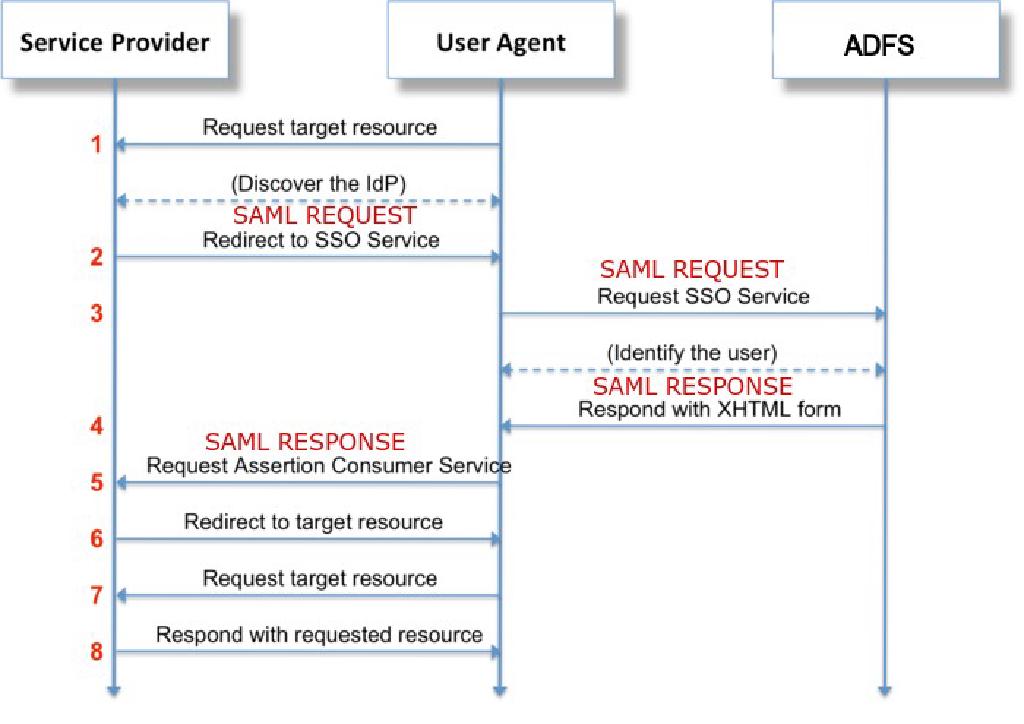 Service Provider
User Agent
ADFS
Request target resource
1
(Discover the IdP)
SAML REQUEST
Redirect to SSO Service
2
SAML REQUEST
Request SSO Service
3
(Identify the user)
SAML RESPONSE
Respond with XHTML form
4
SAML RESPONSE
Request Assertion Consumer Service
5
Redirect to target resource
6
Request target resource
7
Respond with requested resource
8